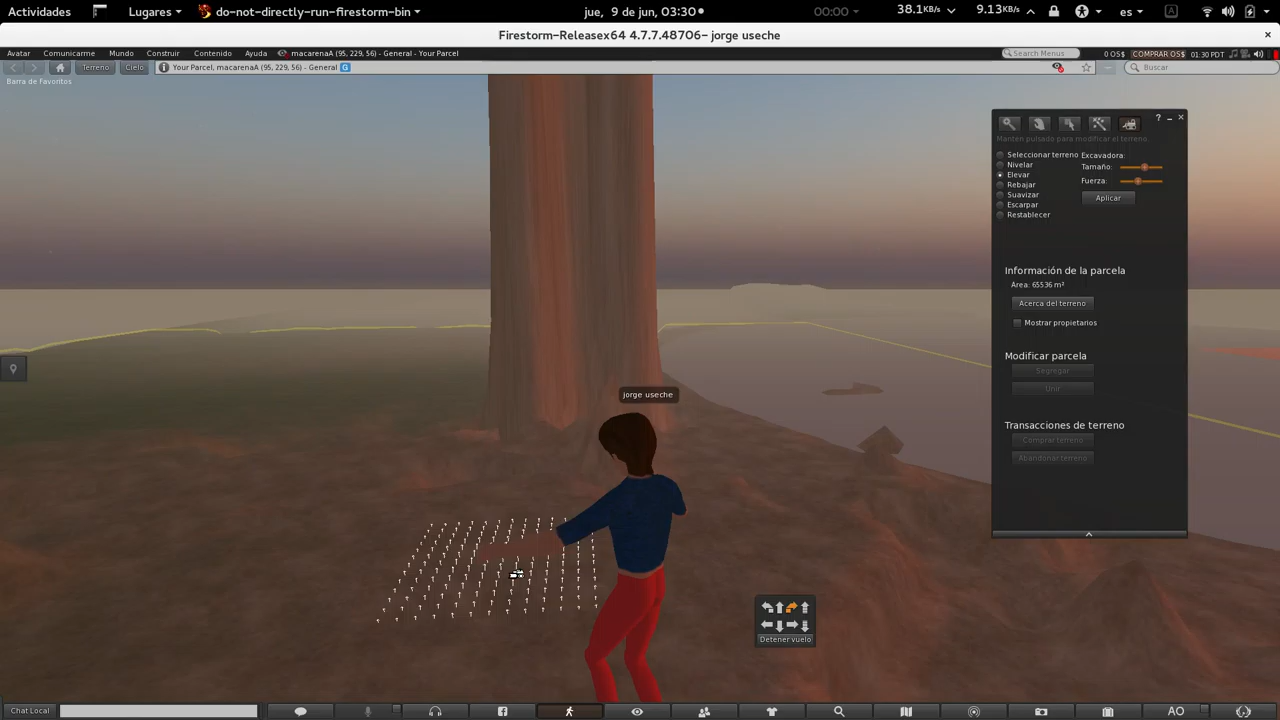 Actividades Lugares do-not-directly-run-firestorm-bin jue, 9 de jun, 03:30 00:00 38.1KB/s 9.13KB/s es A
Firestorm-Releasex64 4.7.7.48706– jorge useche
Avatar Comunicarme Mundo Construir Contenido Ayuda macarenaA (95, 229, 56) - General - Your Parcel Search Menus 0 OS$ COMPRAR OS$ 01:30 PDT
Terreno Cielo Your Parcel, macarenaA (95, 229, 56) - General G Buscar
Barra de Favoritos
Mantén pulsado para modificar el terreno.
Seleccionar terreno Excavadora:
Nivelar Tamaño:
Elevar
Rebajar Fuerza:
Suavizar Aplicar
Escarpar
Restablecer
Información de la parcela
Área: 65536 m²
Acerca del terreno
Mostrar propietarios
Modificar parcela
Segregar
Unir
Transacciones de terreno
Comprar terreno
Abandonar terreno
jorge useche
Detener vuelo
Chat Local AO